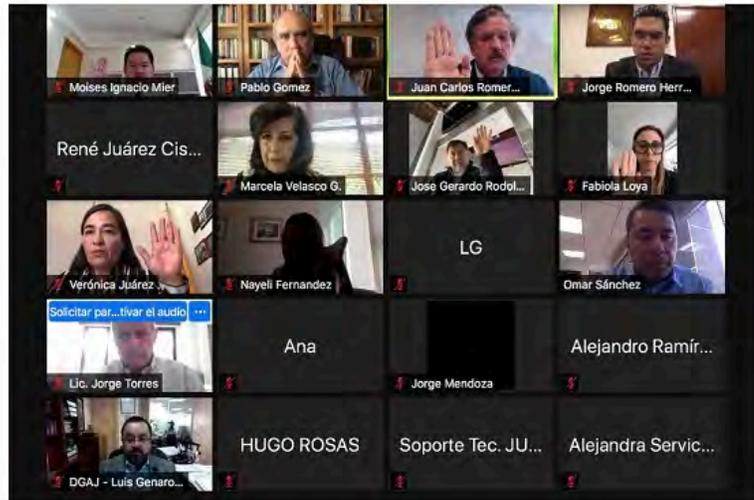 Moises Ignacio Mier
Pablo Gomez
Juan Carlos Romer...
Jorge Romero Herr...
René Juárez Cis...
Marcela Velasco G.
Jose Gerardo Rodol...
Fabiola Loya
Verónica Juárez
Nayeli Fernandez
LG
Omar Sánchez
Solicitar par...tivar el audio ...
Lic. Jorge Torres
Ana
Jorge Mendoza
Alejandro Ramír...
DGAJ - Luis Genaro...
HUGO ROSAS
Soporte Tec. JU...
Alejandra Servic...